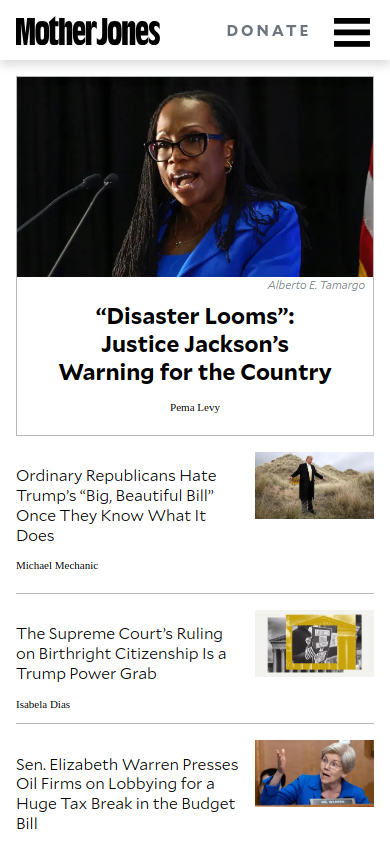 Mother Jones
DONATE
Alberto E. Tamargo
“Disaster Looms”:
Justice Jackson’s
Warning for the Country
Pema Levy
Ordinary Republicans Hate
Trump’s “Big, Beautiful Bill”
Once They Know What It
Does
Michael Mechanic
The Supreme Court’s Ruling
on Birthright Citizenship Is a
Trump Power Grab
Isabela Dias
Sen. Elizabeth Warren Presses
Oil Firms on Lobbying for a
Huge Tax Break in the Budget
Bill